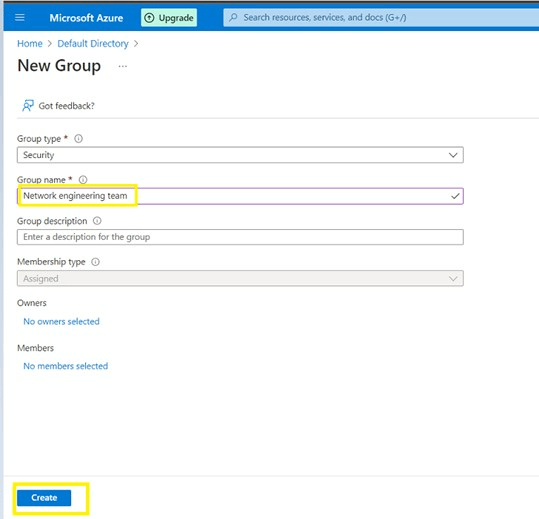 Microsoft Azure Upgrade Search resources, services, and docs (G+/)
Home > Default Directory >
New Group ...
Got feedback?
Group type *
Security
Group name *
Network engineering team
Group description
Enter a description for the group
Membership type
Assigned
Owners
No owners selected
Members
No members selected
Create